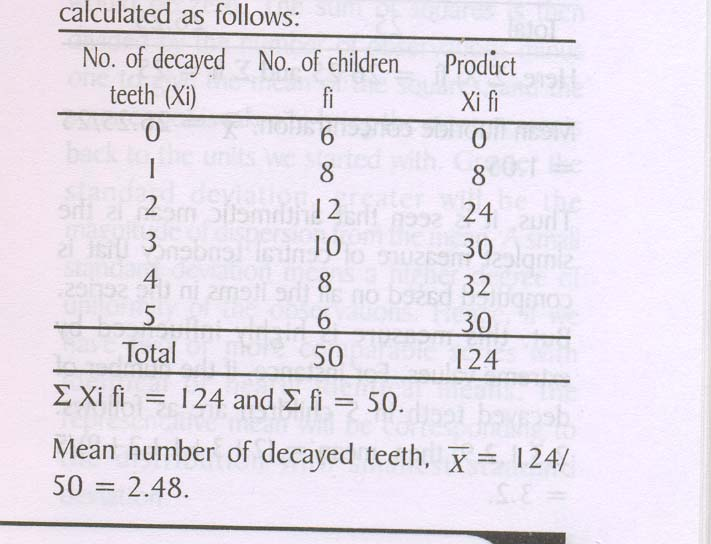 calculated as follows:
No. of decayed No. of children Product
teeth (Xi) fi Xi fi
0 6 0
1 8 8
2 12 24
3 10 30
4 8 32
5 6 30
Total 50 124
Σ Xi fi = 124 and Σ fi = 50.
Mean number of decayed teeth, X̅ = 124/
50 = 2.48.